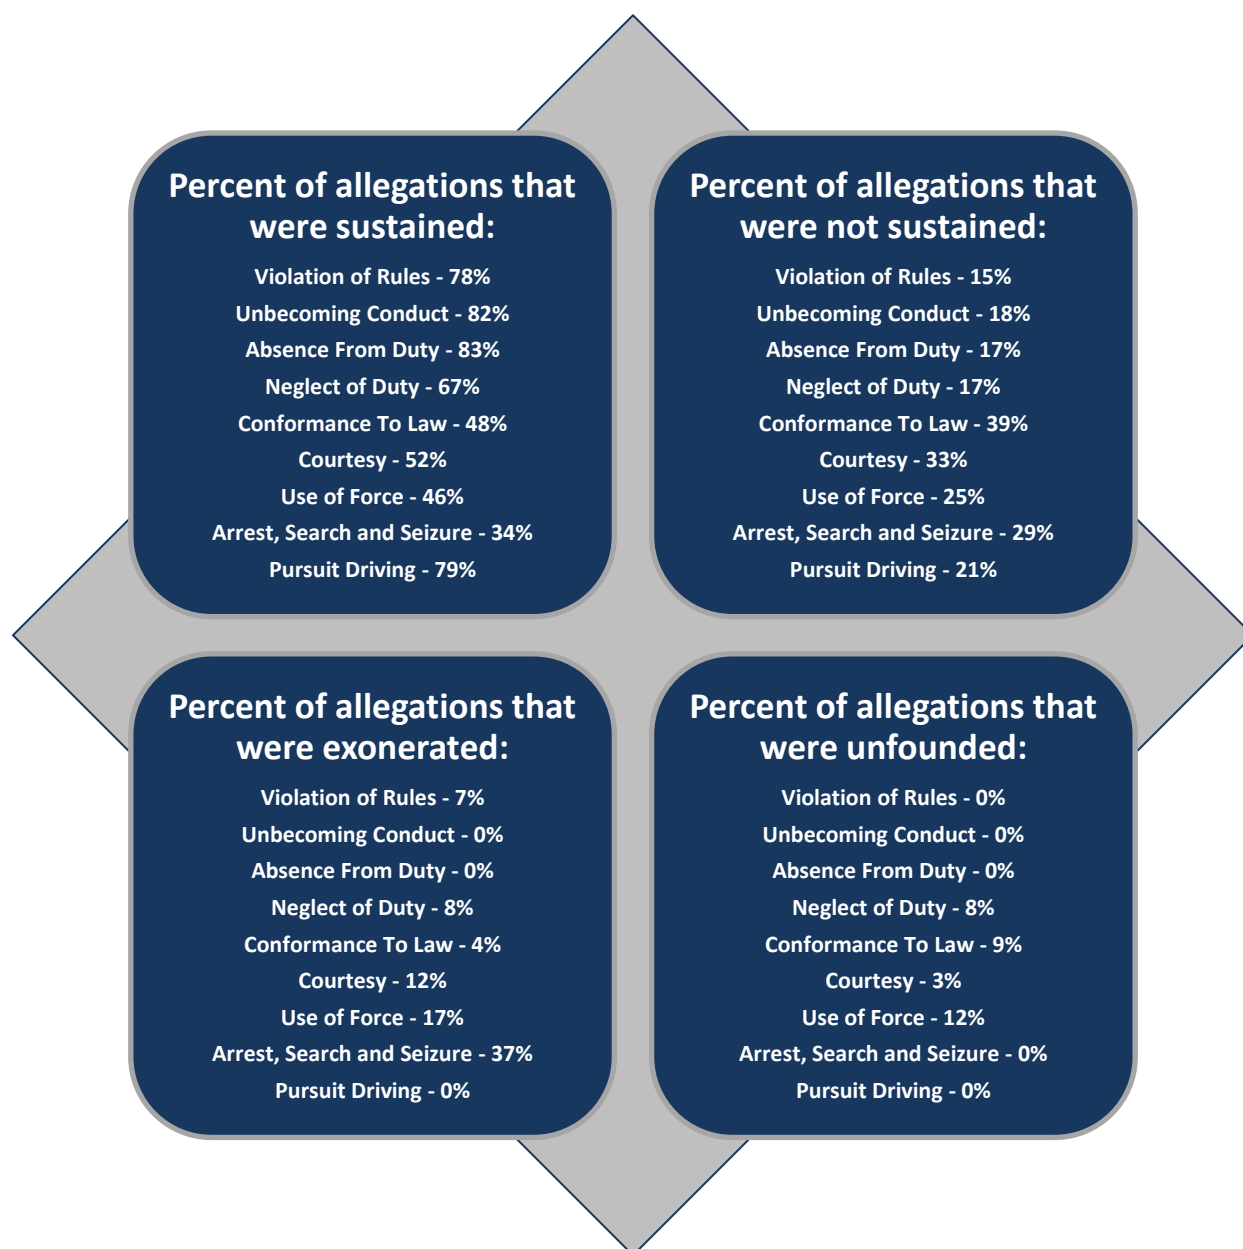 Percent of allegations that
were sustained:
Violation of Rules - 78%
Unbecoming Conduct - 82%
Absence From Duty - 83%
Neglect of Duty - 67%
Conformance To Law - 48%
Courtesy - 52%
Use of Force - 46%
Arrest, Search and Seizure - 34%
Pursuit Driving - 79%
Percent of allegations that
were not sustained:
Violation of Rules - 15%
Unbecoming Conduct - 18%
Absence From Duty - 17%
Neglect of Duty - 17%
Conformance To Law - 39%
Courtesy - 33%
Use of Force - 25%
Arrest, Search and Seizure - 29%
Pursuit Driving - 21%
Percent of allegations that
were exonerated:
Violation of Rules - 7%
Unbecoming Conduct - 0%
Absence From Duty - 0%
Neglect of Duty - 8%
Conformance To Law - 4%
Courtesy - 12%
Use of Force - 17%
Arrest, Search and Seizure - 37%
Pursuit Driving - 0%
Percent of allegations that
were unfounded:
Violation of Rules - 0%
Unbecoming Conduct - 0%
Absence From Duty - 0%
Neglect of Duty - 8%
Conformance To Law - 9%
Courtesy - 3%
Use of Force - 12%
Arrest, Search and Seizure - 0%
Pursuit Driving - 0%